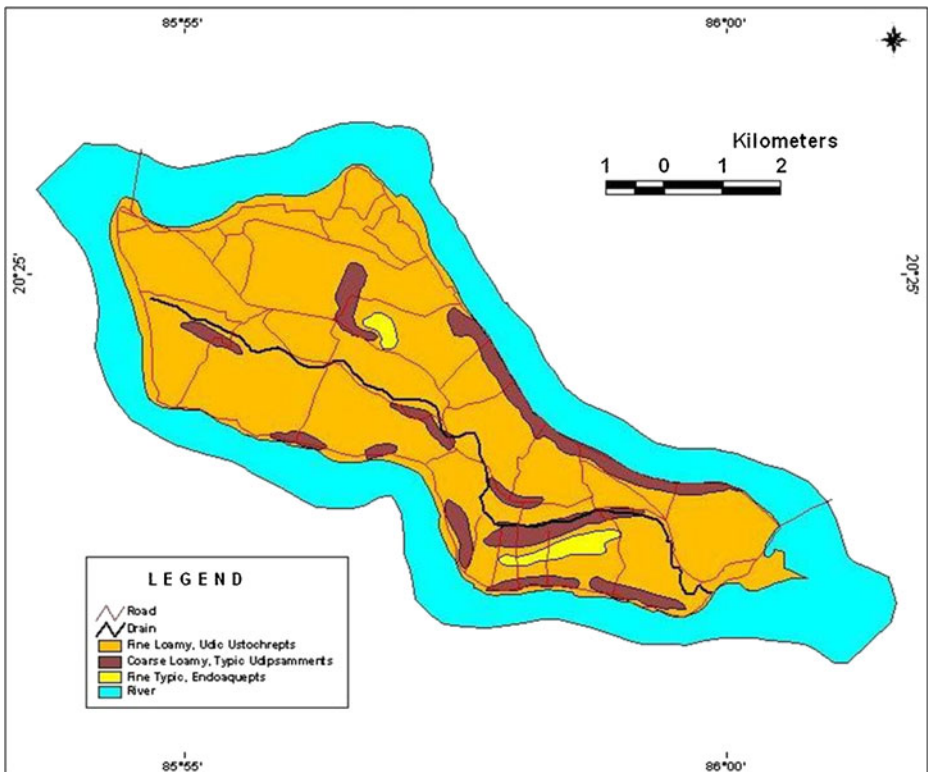 85°55'
86°00'
Kilometers
1 0 1 2
20°25'
20°25'
LEGEND
Road
Drain
Fine Loamy, Udic Ustochrepts
Coarse Loamy, Typic Udipsamments
Fine Typic, Endoaquepts
River
85°55'
86°00'